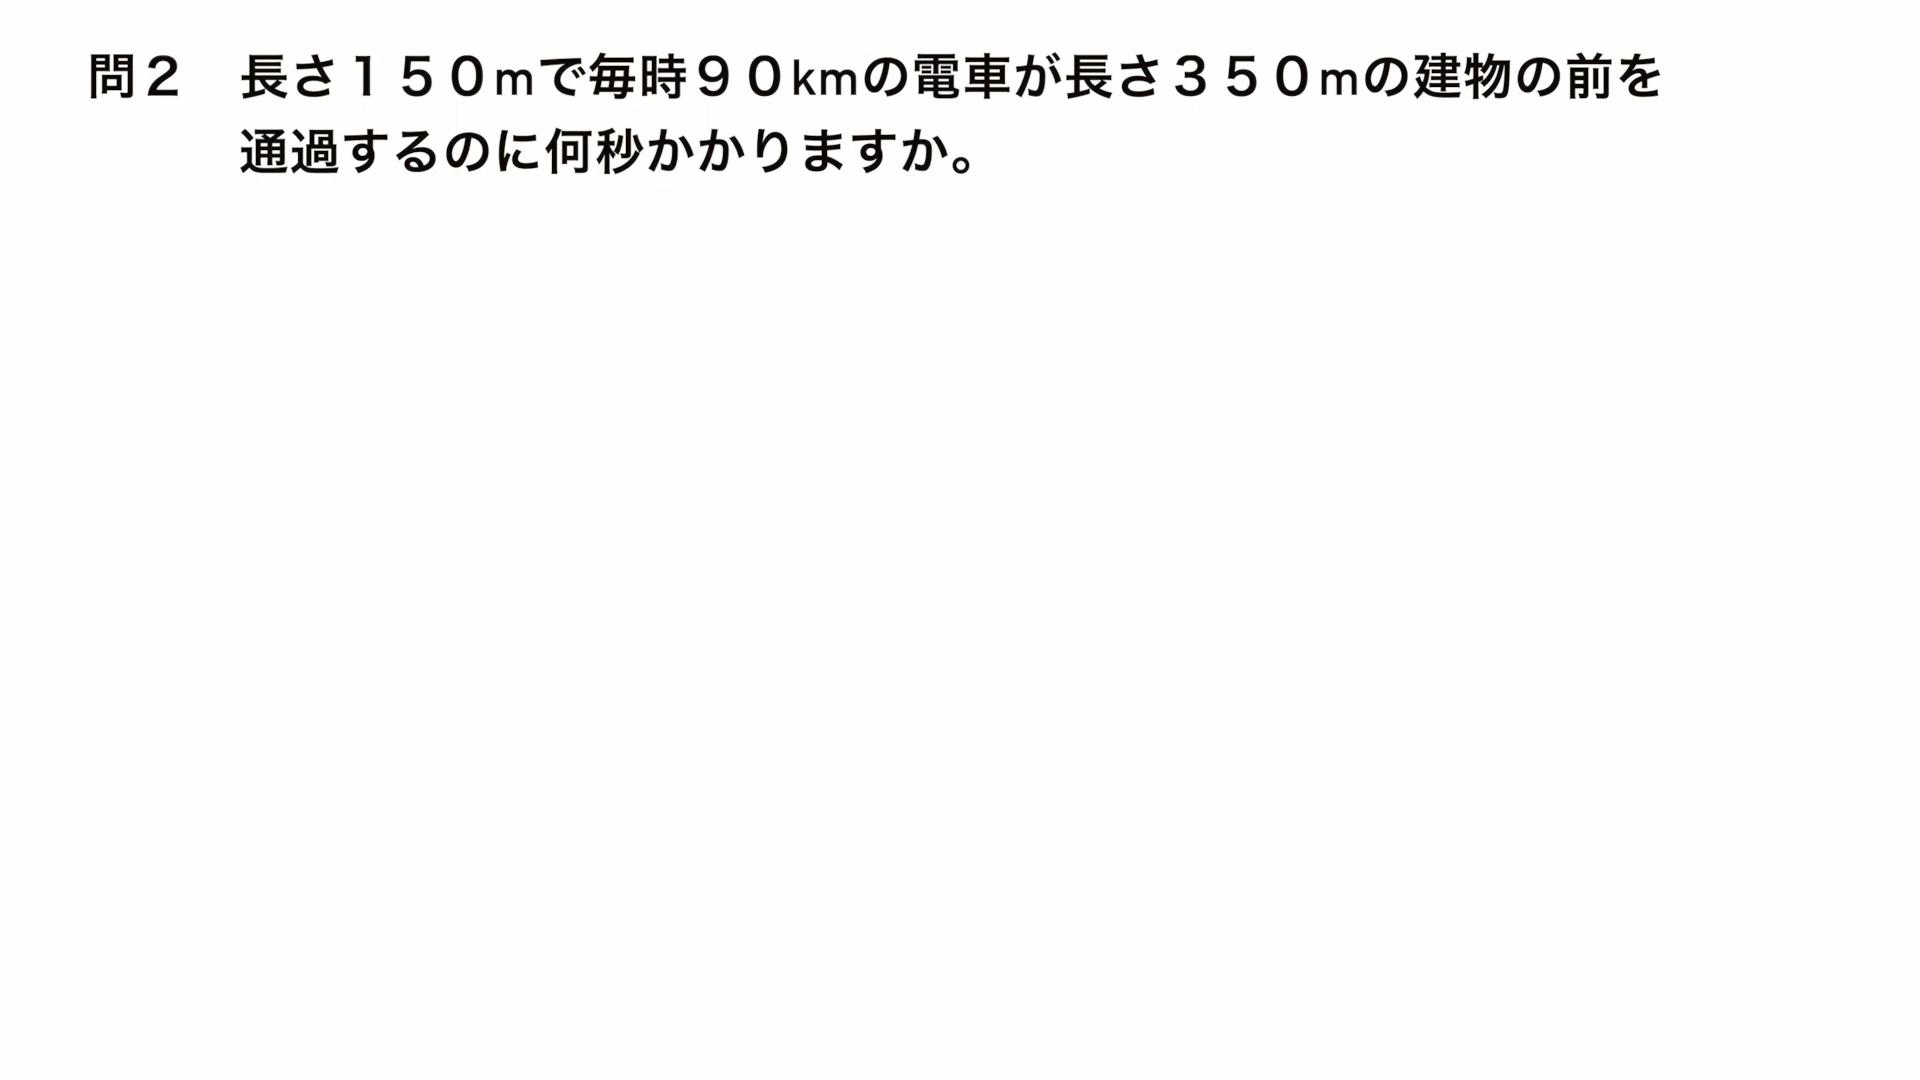 問２　長さ１５０mで毎時９０kmの電車が長さ３５０mの建物の前を
通過するのに何秒かかりますか。